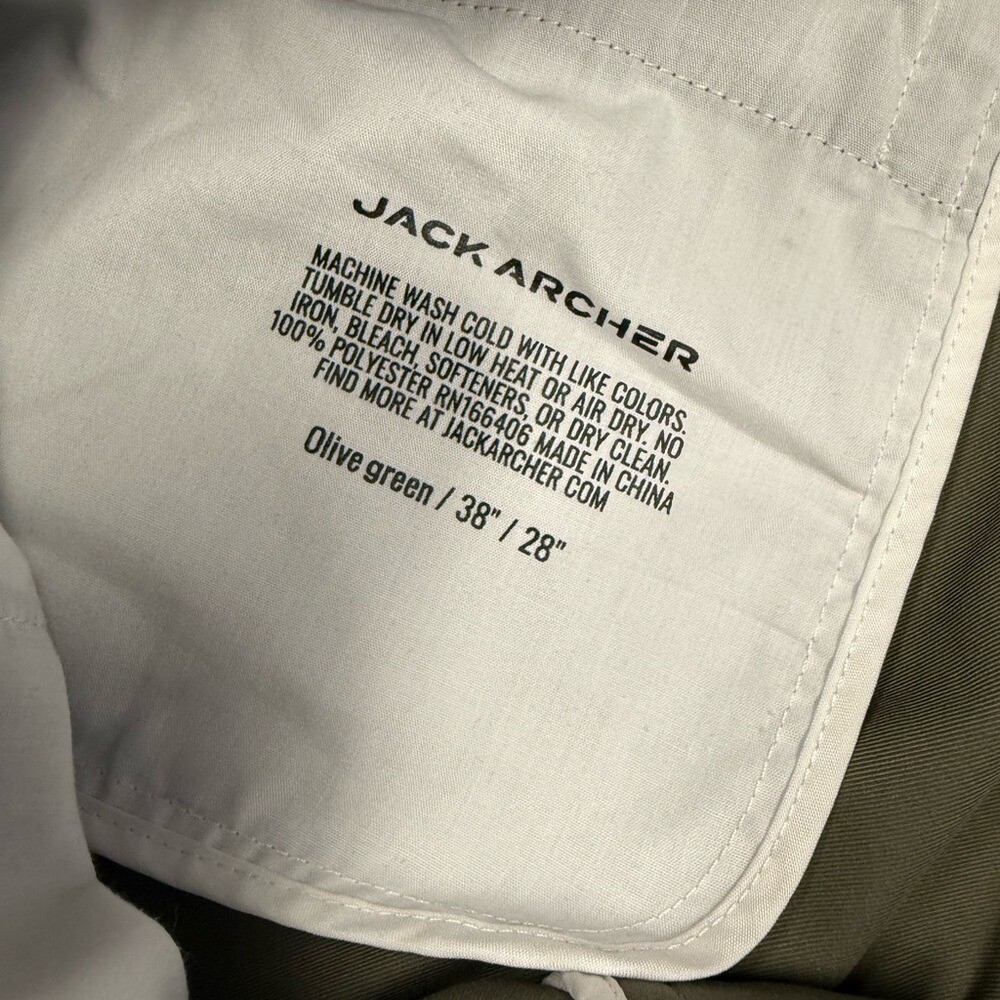 JACK ARCHER
MACHINE WASH COLD WITH LIKE COLORS.
TUMBLE DRY IN LOW HEAT OR AIR DRY. NO
IRON, BLEACH, SOFTENERS, OR DRY CLEAN.
100% POLYESTER RN166406 MADE IN CHINA
FIND MORE AT JACKARCHER COM
Olive green / 38" / 28"